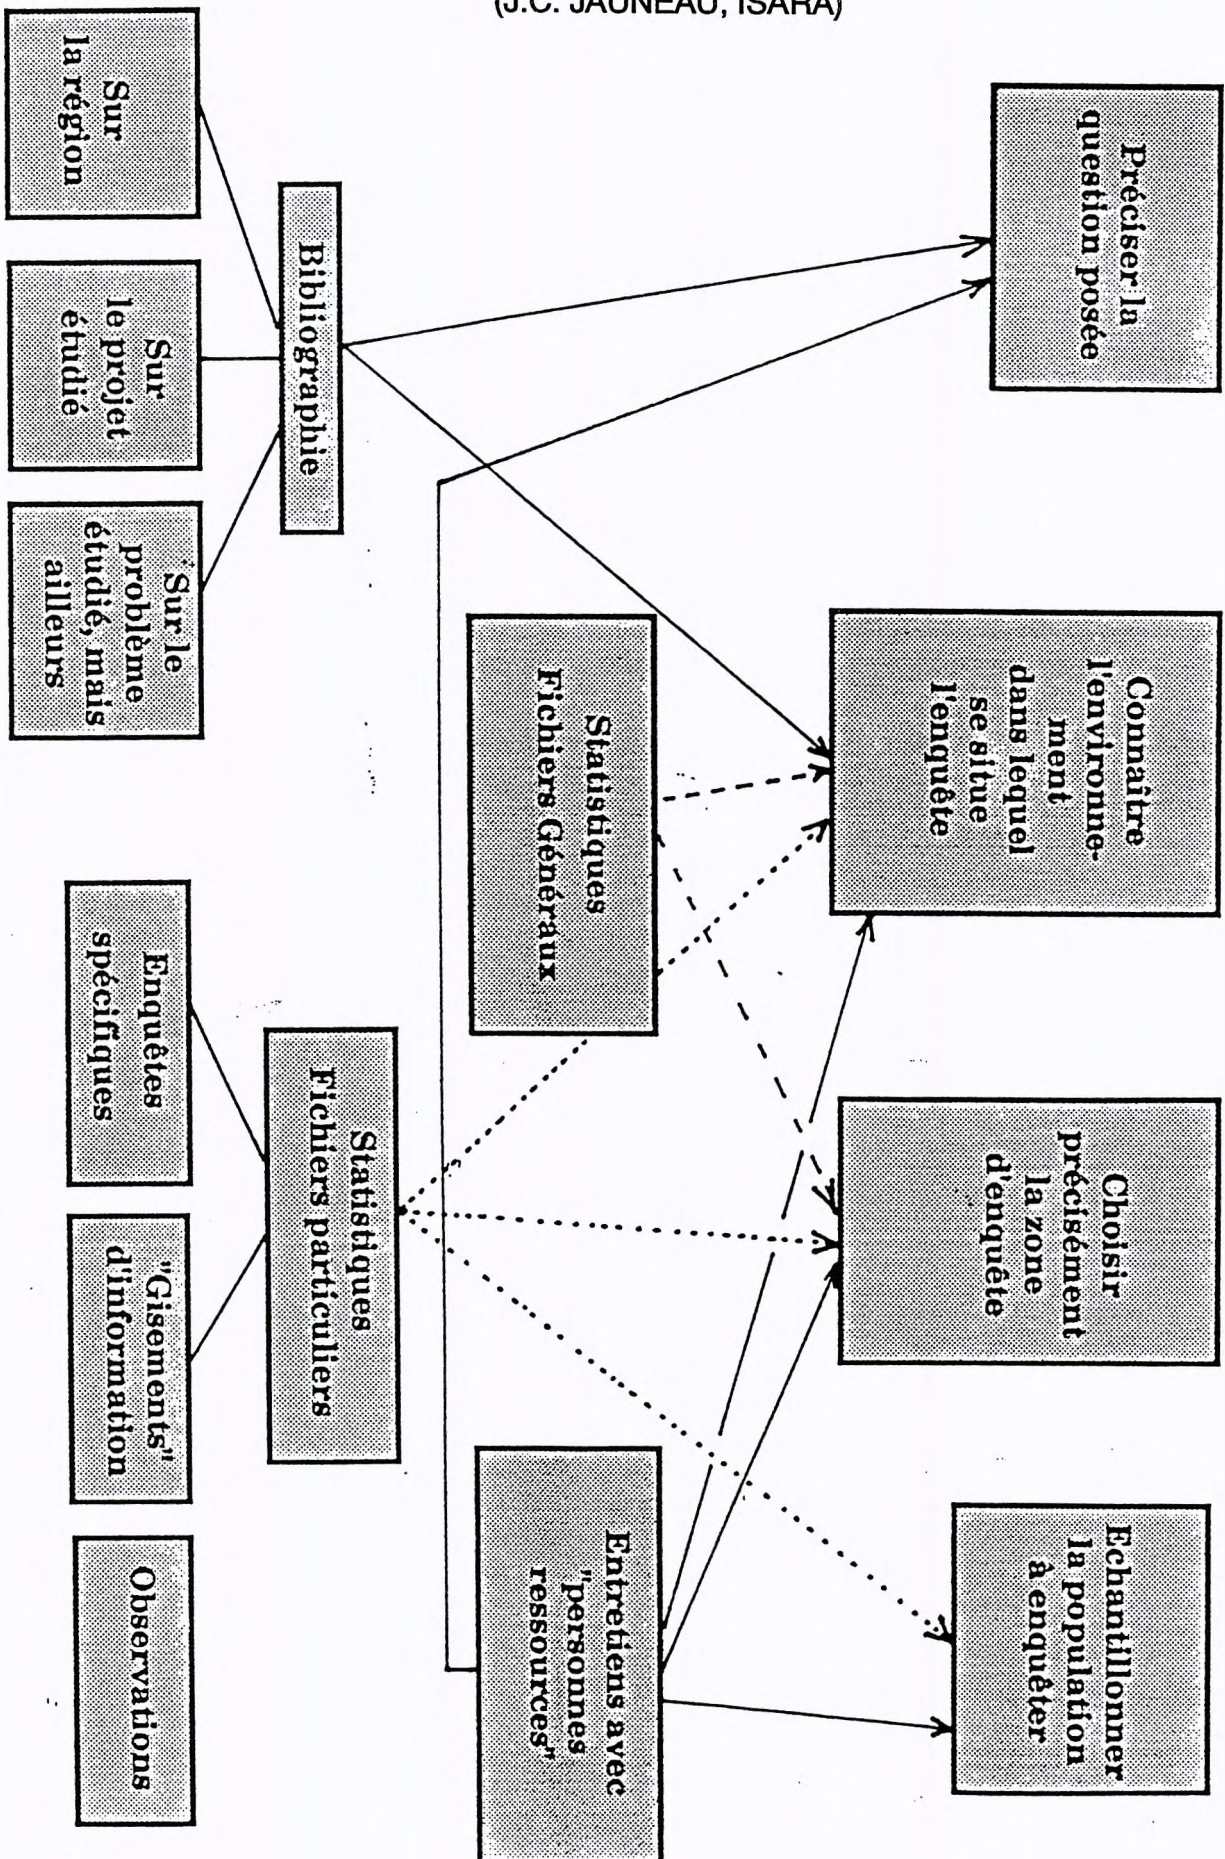 (J.C. JAUNEAU, ISARA)
Préciser la
question posée
Connaître
l'environne-
ment
dans lequel
se situe
l'enquête
Choisir
précisément
la zone
d'enquête
Echantillonner
la population
à enquêter
Statistiques
Fichiers Généraux
Entretiens avec
"personnes
ressources"
Bibliographie
Statistiques
Fichiers particuliers
Sur
la région
Sur
le projet
étudié
Sur le
problème
étudié, mais
ailleurs
Enquêtes
spécifiques
"Gisements"
d'information
Observations